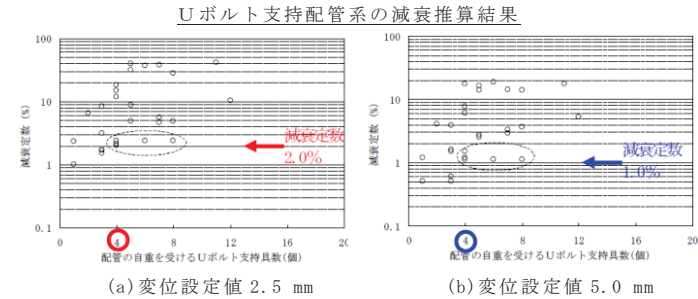 Uボルト支持配管系の減衰推算結果
100
10
1
0.1
減衰定数 (%)
減衰定数
2.0%
0
4
8
12
16
20
配管の自重を受けるUボルト支持具数(個)
(a)変位設定値 2.5 mm
100
10
1
0.1
減衰定数 (%)
減衰定数
1.0%
0
4
8
12
16
20
配管の自重を受けるUボルト支持具数(個)
(b)変位設定値 5.0 mm